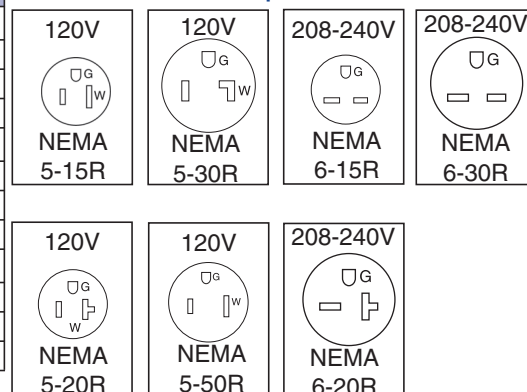 120V
G
W
NEMA
5-15R
120V
G
W
NEMA
5-30R
208-240V
G
NEMA
6-15R
208-240V
G
NEMA
6-30R
120V
G
W
NEMA
5-20R
120V
G
W
NEMA
5-50R
208-240V
G
NEMA
6-20R